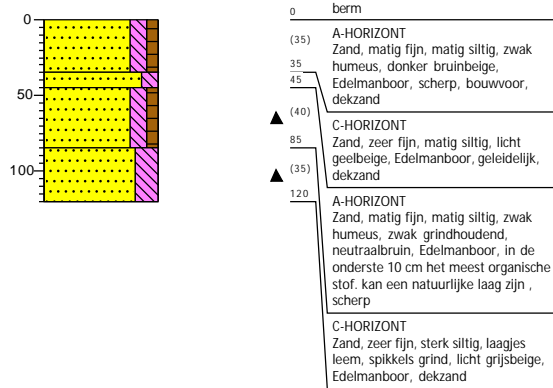 0
50
100
0
berm
(35)
A-HORIZONT
Zand, matig fijn, matig siltig, zwak
humeus, donker bruinbeige,
Edelmanboor, scherp, bouwvoor,
dekzand
35
45
(40)
C-HORIZONT
Zand, zeer fijn, matig siltig, licht
geelbeige, Edelmanboor, geleidelijk,
dekzand
85
(35)
120
A-HORIZONT
Zand, matig fijn, matig siltig, zwak
humeus, zwak grindhoudend,
neutraalbruin, Edelmanboor, in de
onderste 10 cm het meest organische
stof. kan een natuurlijke laag zijn ,
scherp
C-HORIZONT
Zand, zeer fijn, sterk siltig, laagjes
leem, spikkels grind, licht grijsbeige,
Edelmanboor, dekzand